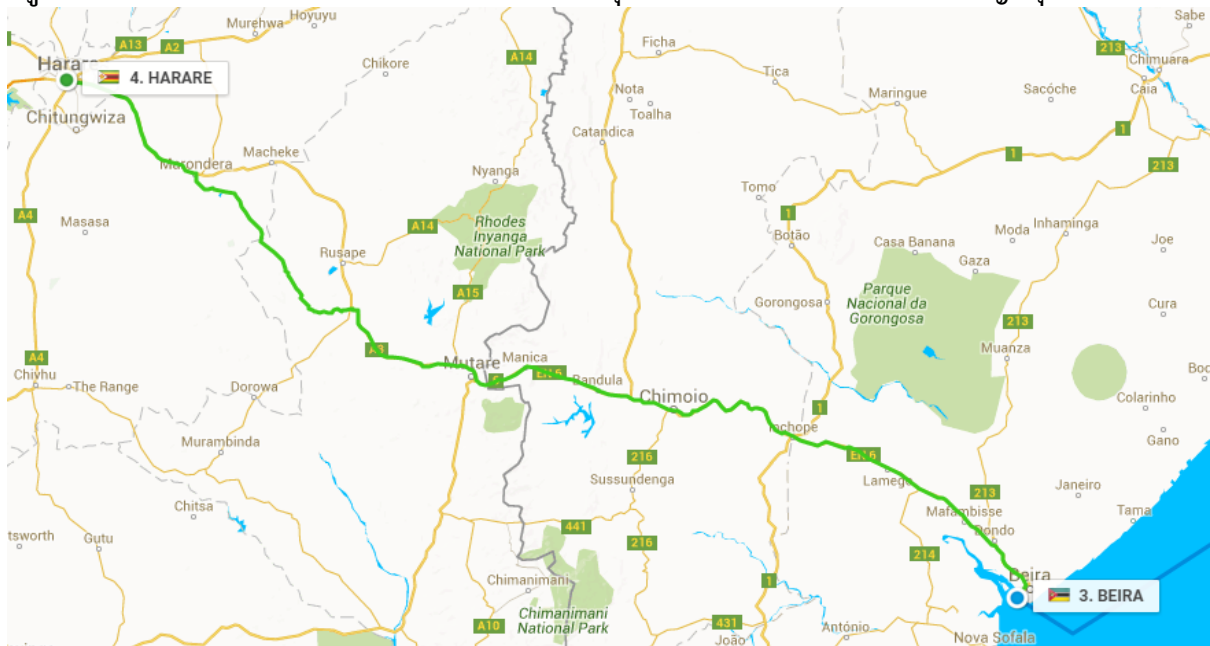 Murehwa
Hoyuyu
A13
A2
Harare
4. HARARE
Chitungwiza
Chikore
A14
Ficha
Nota
Toalha
Tica
Maringue
Catandica
Sacóche
Sabe
213
Chimuara
Caia
1
1
213
Marondera
Macheke
Nyanga
Tomo
A4
Masasa
A14
Rhodes
Inyanga
National Park
1
Botão
Casa Banana
Moda
Inhaminga
Joe
Rusape
Gaza
A15
Gorongosa
Parque
Nacional da
Gorongosa
Cura
213
A3
Muanza
A4
Chivhu
The Range
Dorowa
Mutare
Manica
6
EN 6
Bandula
Chimoio
Colarinho
1
Inchope
Gano
Murambinda
EN 6
216
Lamego
Sussundenga
213
Janeiro
Chitsa
Mafambisse
Tama
tsworth
Gutu
441
Dondo
216
214
Chimanimani
1
Beira
3. BEIRA
A10
Chimanimani
National Park
431
João
António
Nova Sofala